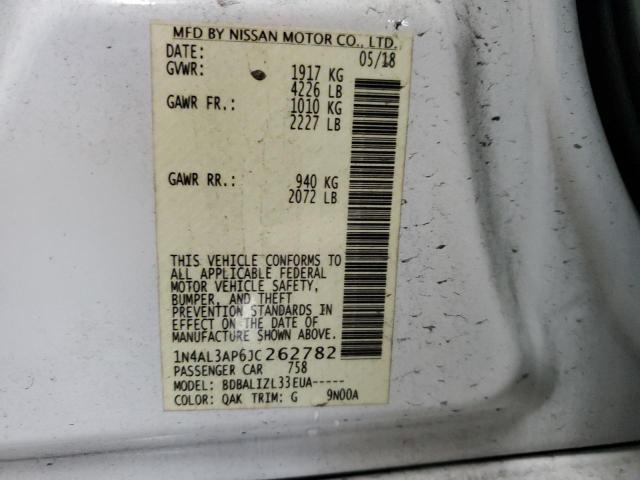 MFD BY NISSAN MOTOR CO., LTD.
DATE: 05/18
GVWR: 1917 KG
4226 LB
GAWR FR.: 1010 KG
2227 LB
GAWR RR.: 940 KG
2072 LB
THIS VEHICLE CONFORMS TO
ALL APPLICABLE FEDERAL
MOTOR VEHICLE SAFETY,
BUMPER, AND THEFT
PREVENTION STANDARDS IN
EFFECT ON THE DATE OF
MANUFACTURE SHOWN ABOVE.
1N4AL3AP6JC262782
PASSENGER CAR 758
MODEL: BDBALIZL33EUA-----
COLOR: QAK TRIM: G 9N00A